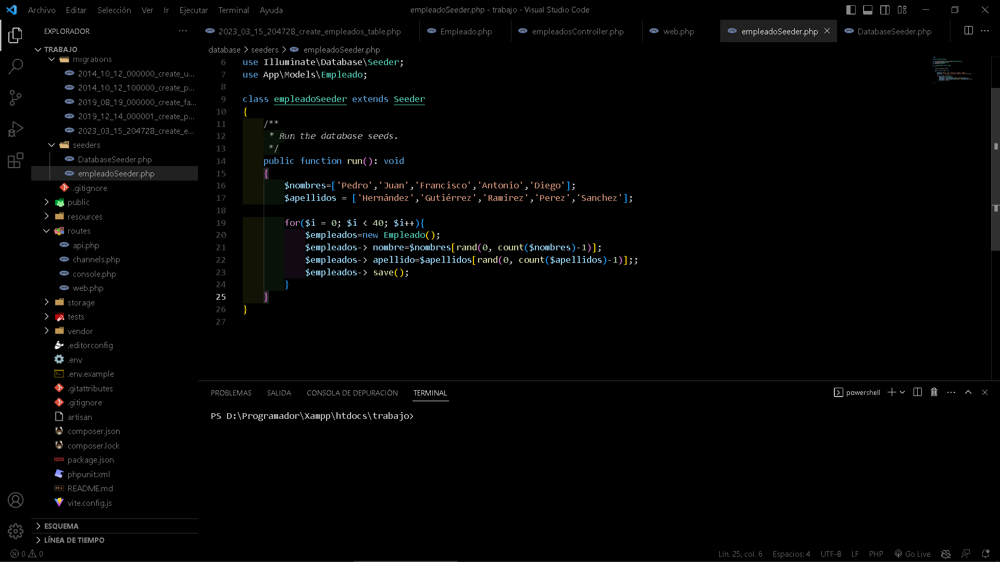 Archivo Editar Selección Ver Ir Ejecutar Terminal Ayuda
empleadoSeeder.php - trabajo - Visual Studio Code
EXPLORADOR
TRABAJO
migrations
2014_10_12_000000_create_u...
2014_10_12_100000_create_p...
2019_08_19_000000_create_fa...
2019_12_14_000001_create_p...
2023_03_15_204728_create_e...
seeders
DatabaseSeeder.php
empleadoSeeder.php
.gitignore
public
resources
routes
api.php
channels.php
console.php
web.php
storage
tests
vendor
.editorconfig
.env
.env.example
.gitattributes
.gitignore
artisan
composer.json
composer.lock
package.json
phpunit.xml
README.md
vite.config.js
ESQUEMA
LÍNEA DE TIEMPO
2023_03_15_204728_create_empleados_table.php Empleado.php empleadosController.php web.php empleadoSeeder.php DatabaseSeeder.php
database > seeders > empleadoSeeder.php
6 use Illuminate\Database\Seeder;
7 use App\Models\Empleado;
8
9 class empleadoSeeder extends Seeder
10 {
11 /**
12 * Run the database seeds.
13 */
14 public function run(): void
15 {
16 $nombres=['Pedro','Juan','Francisco','Antonio','Diego'];
17 $apellidos = ['Hernández','Gutiérrez','Ramírez','Perez','Sanchez'];
18
19 for($i = 0; $i < 40; $i++){
20 $empleados=new Empleado();
21 $empleados-> nombre=$nombres[rand(0, count($nombres)-1)];
22 $empleados-> apellido=$apellidos[rand(0, count($apellidos)-1)];;
23 $empleados-> save();
24 }
25 }
26 }
27
PROBLEMAS SALIDA CONSOLA DE DEPURACIÓN TERMINAL
powershell
PS D:\Programador\Xampp\htdocs\trabajo>
0 0
Lín. 25, col. 6 Espacios: 4 UTF-8 LF PHP Go Live